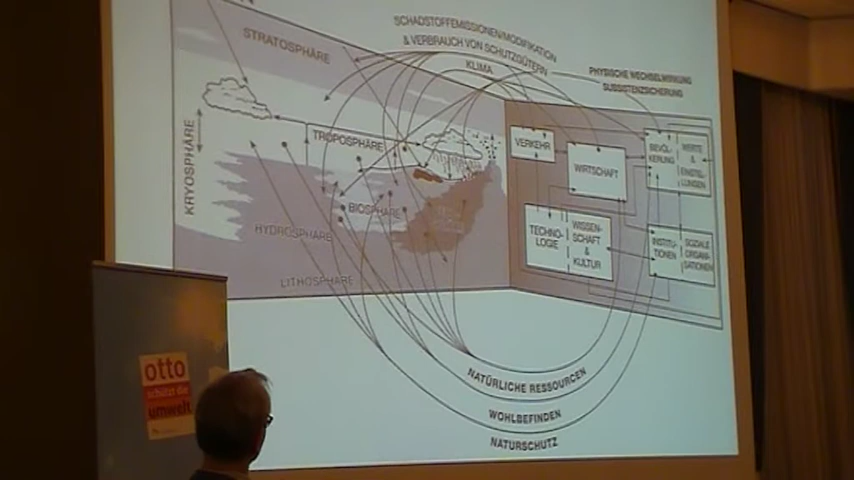 SCHADSTOFFEMISSIONEN/MODIFIKATION
& VERBRAUCH VON SCHUTZGÜTERN
KLIMA
PHYSISCHE WECHSELWIRKUNG
SUBSISTENZSICHERUNG
STRATOSPHÄRE
KRYOSPHÄRE
TROPOSPHÄRE
BIOSPHÄRE
HYDROSPHÄRE
LITHOSPHÄRE
VERKEHR
WIRTSCHAFT
BEVÖL-
KERUNG
WERTE
&
EINSTEL-
LUNGEN
TECHNO-
LOGIE
WISSEN-
SCHAFT
&
KULTUR
INSTITU-
TIONEN
SOZIALE
ORGANI-
SATIONEN
NATÜRLICHE RESSOURCEN
WOHLBEFINDEN
NATURSCHUTZ
otto
schützt die
umwelt